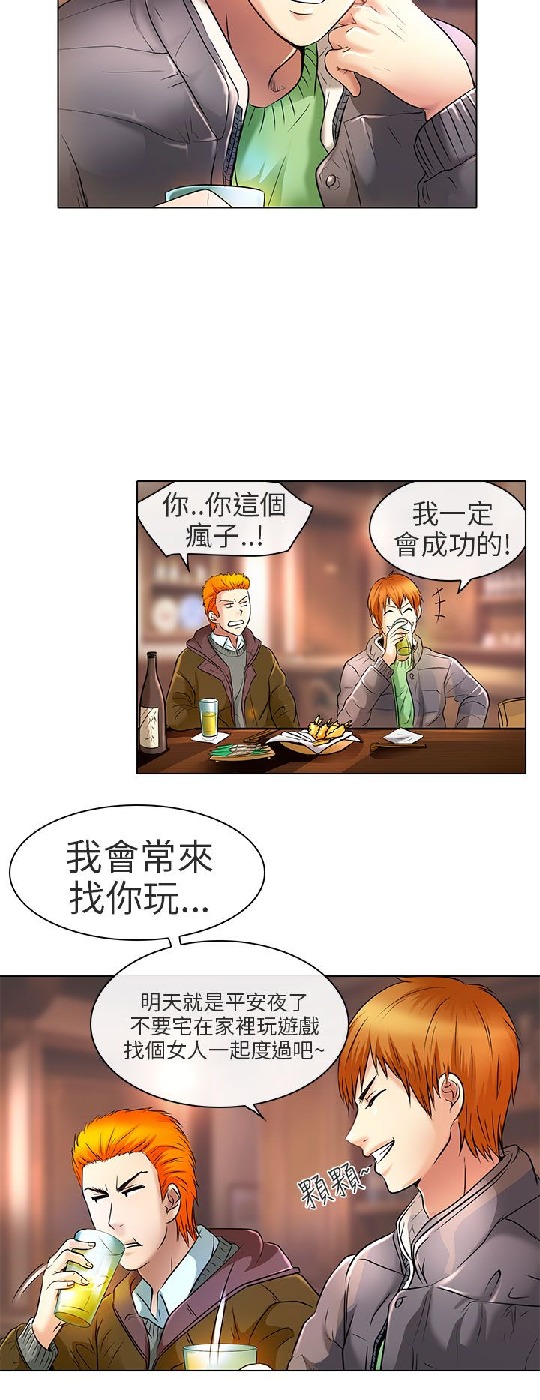 你..你這個
瘋子..!
我一定
會成功的!
我會常來
找你玩...
明天就是平安夜了
不要宅在家裡玩遊戲
找個女人一起度過吧~
顆顆~